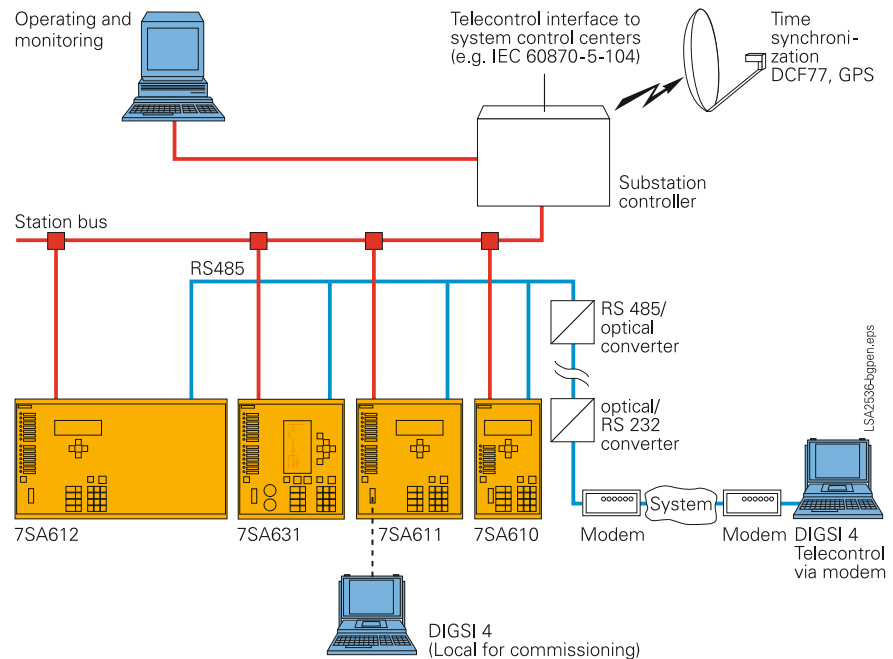 Operating and
monitoring
Telecontrol interface to
system control centers
(e.g. IEC 60870-5-104)
Time
synchroni-
zation
DCF77, GPS
Substation
controller
Station bus
RS485
RS 485/
optical
converter
optical/
RS 232
converter
LSA2536-bgpen.eps
7SA612
7SA631
7SA611
7SA610
Modem
System
Modem
DIGSI 4
Telecontrol
via modem
DIGSI 4
(Local for commissioning)